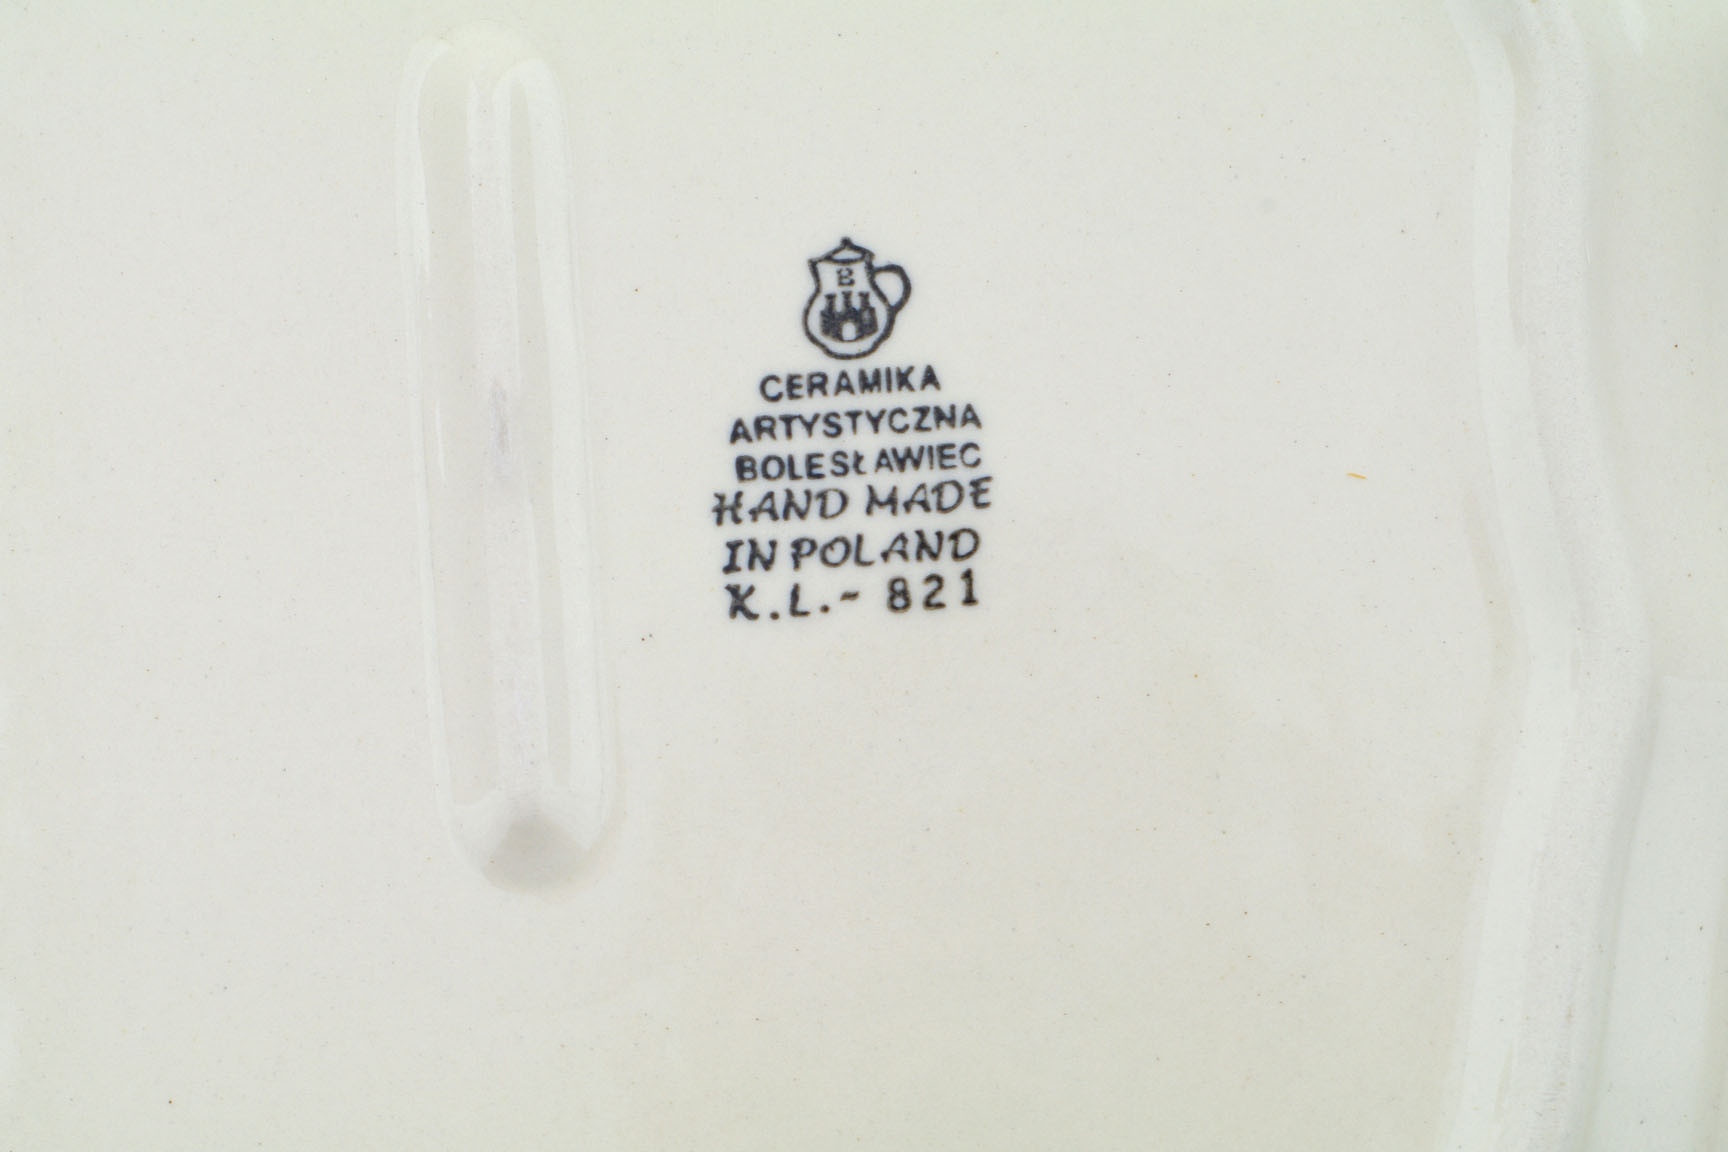 B
CERAMIKA
ARTYSTYCZNA
BOLESŁAWIEC
HAND MADE
IN POLAND
K.L.- 821